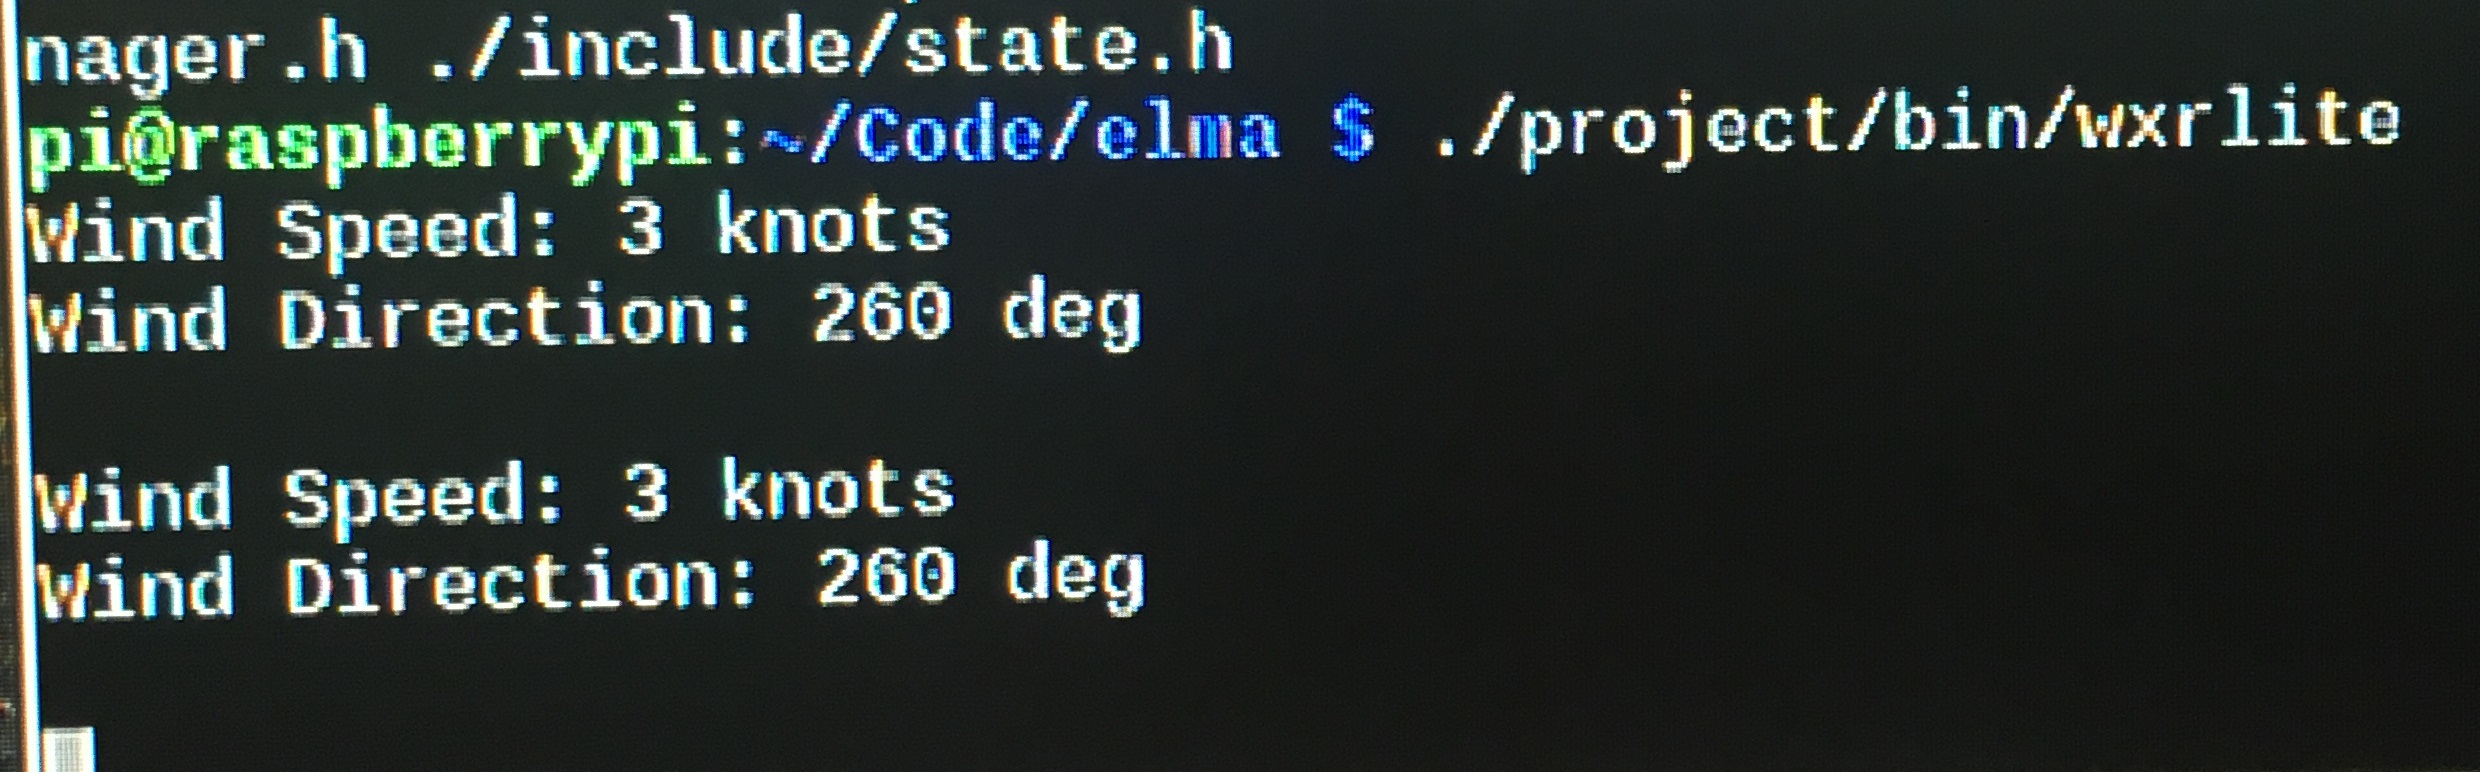 nager.h ./include/state.h
pi@raspberrypi:~/Code/elma $ ./project/bin/wxrlite
Wind Speed: 3 knots
Wind Direction: 260 deg
Wind Speed: 3 knots
Wind Direction: 260 deg